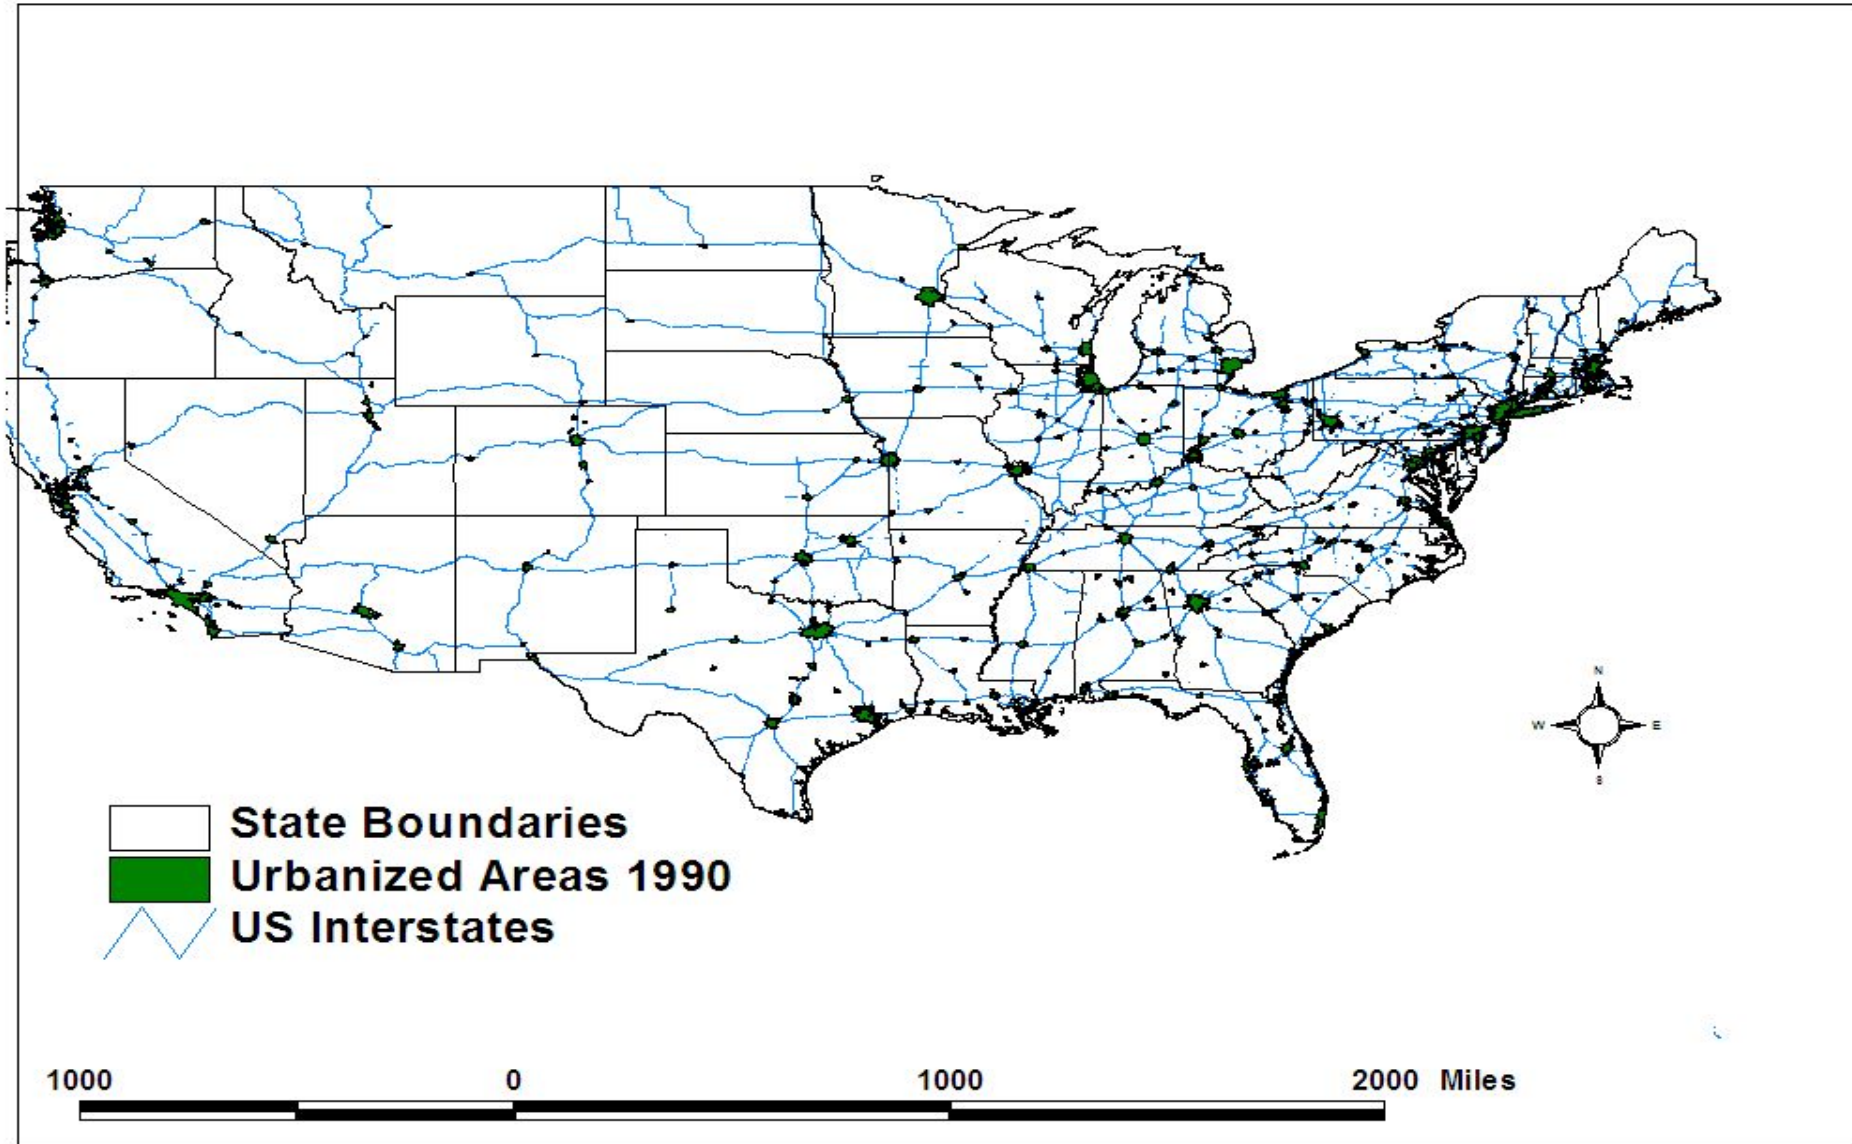 N
W E
S
State Boundaries
Urbanized Areas 1990
US Interstates
1000 0 1000 2000 Miles